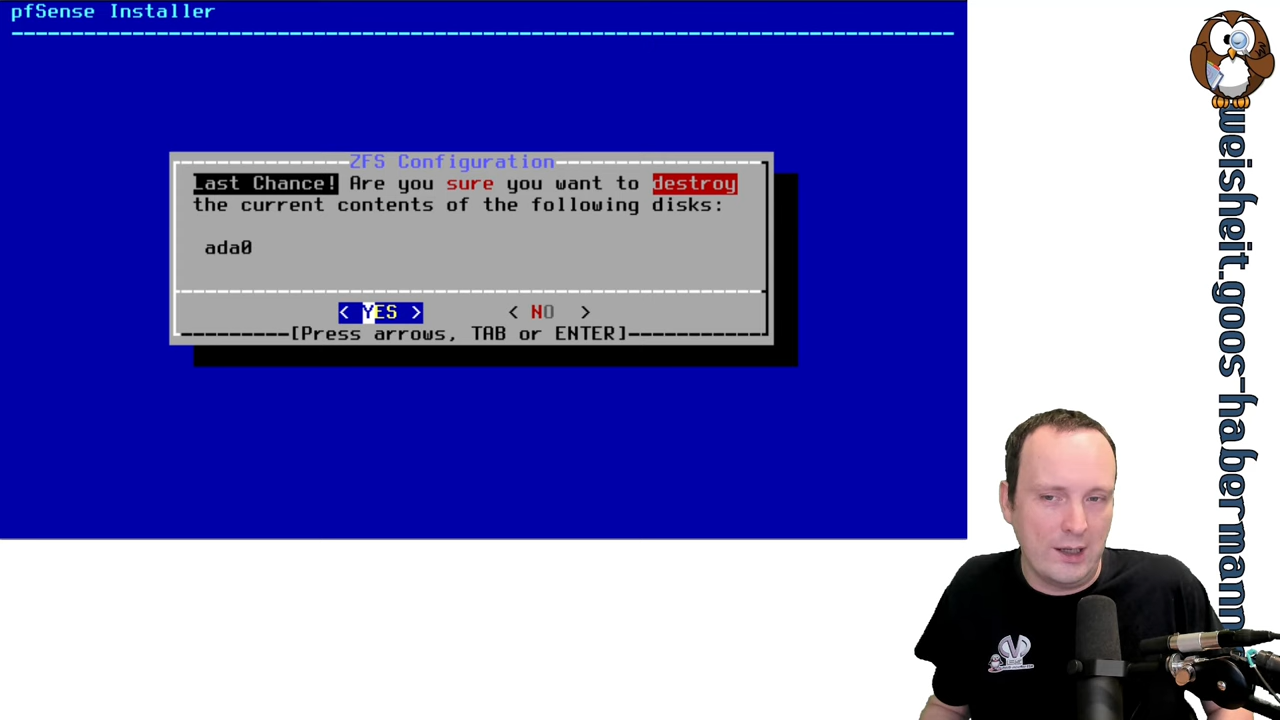 pfSense Installer
ZFS Configuration
Last Chance! Are you sure you want to destroy
the current contents of the following disks:
ada0
< YES > < NO >
[Press arrows, TAB or ENTER]
weisheit.goos-habermann